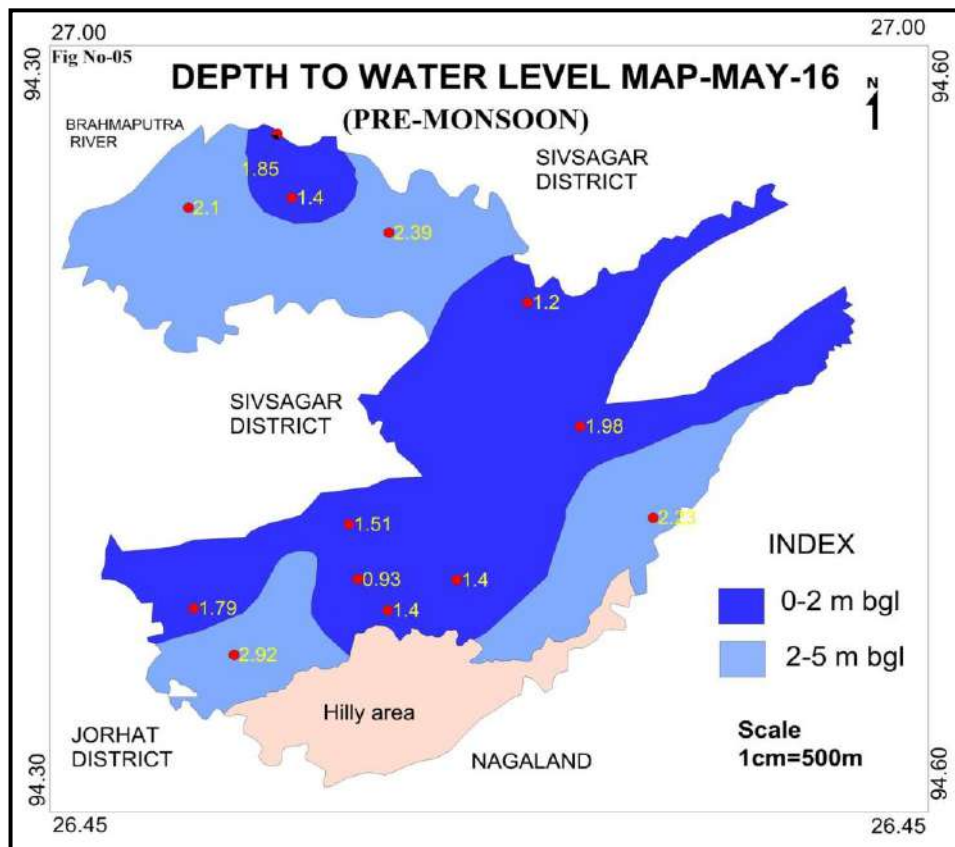 27.00
27.00
94.30
94.60
Fig No-05
DEPTH TO WATER LEVEL MAP-MAY-16
(PRE-MONSOON)
N
BRAHMAPUTRA
RIVER
SIVSAGAR
DISTRICT
1.85
1.4
2.1
2.39
1.2
SIVSAGAR
DISTRICT
1.98
1.51
2.23
INDEX
0.93
1.4
0-2 m bgl
1.79
1.4
2.92
2-5 m bgl
Hilly area
JORHAT
DISTRICT
NAGALAND
Scale
1cm=500m
94.30
94.60
26.45
26.45